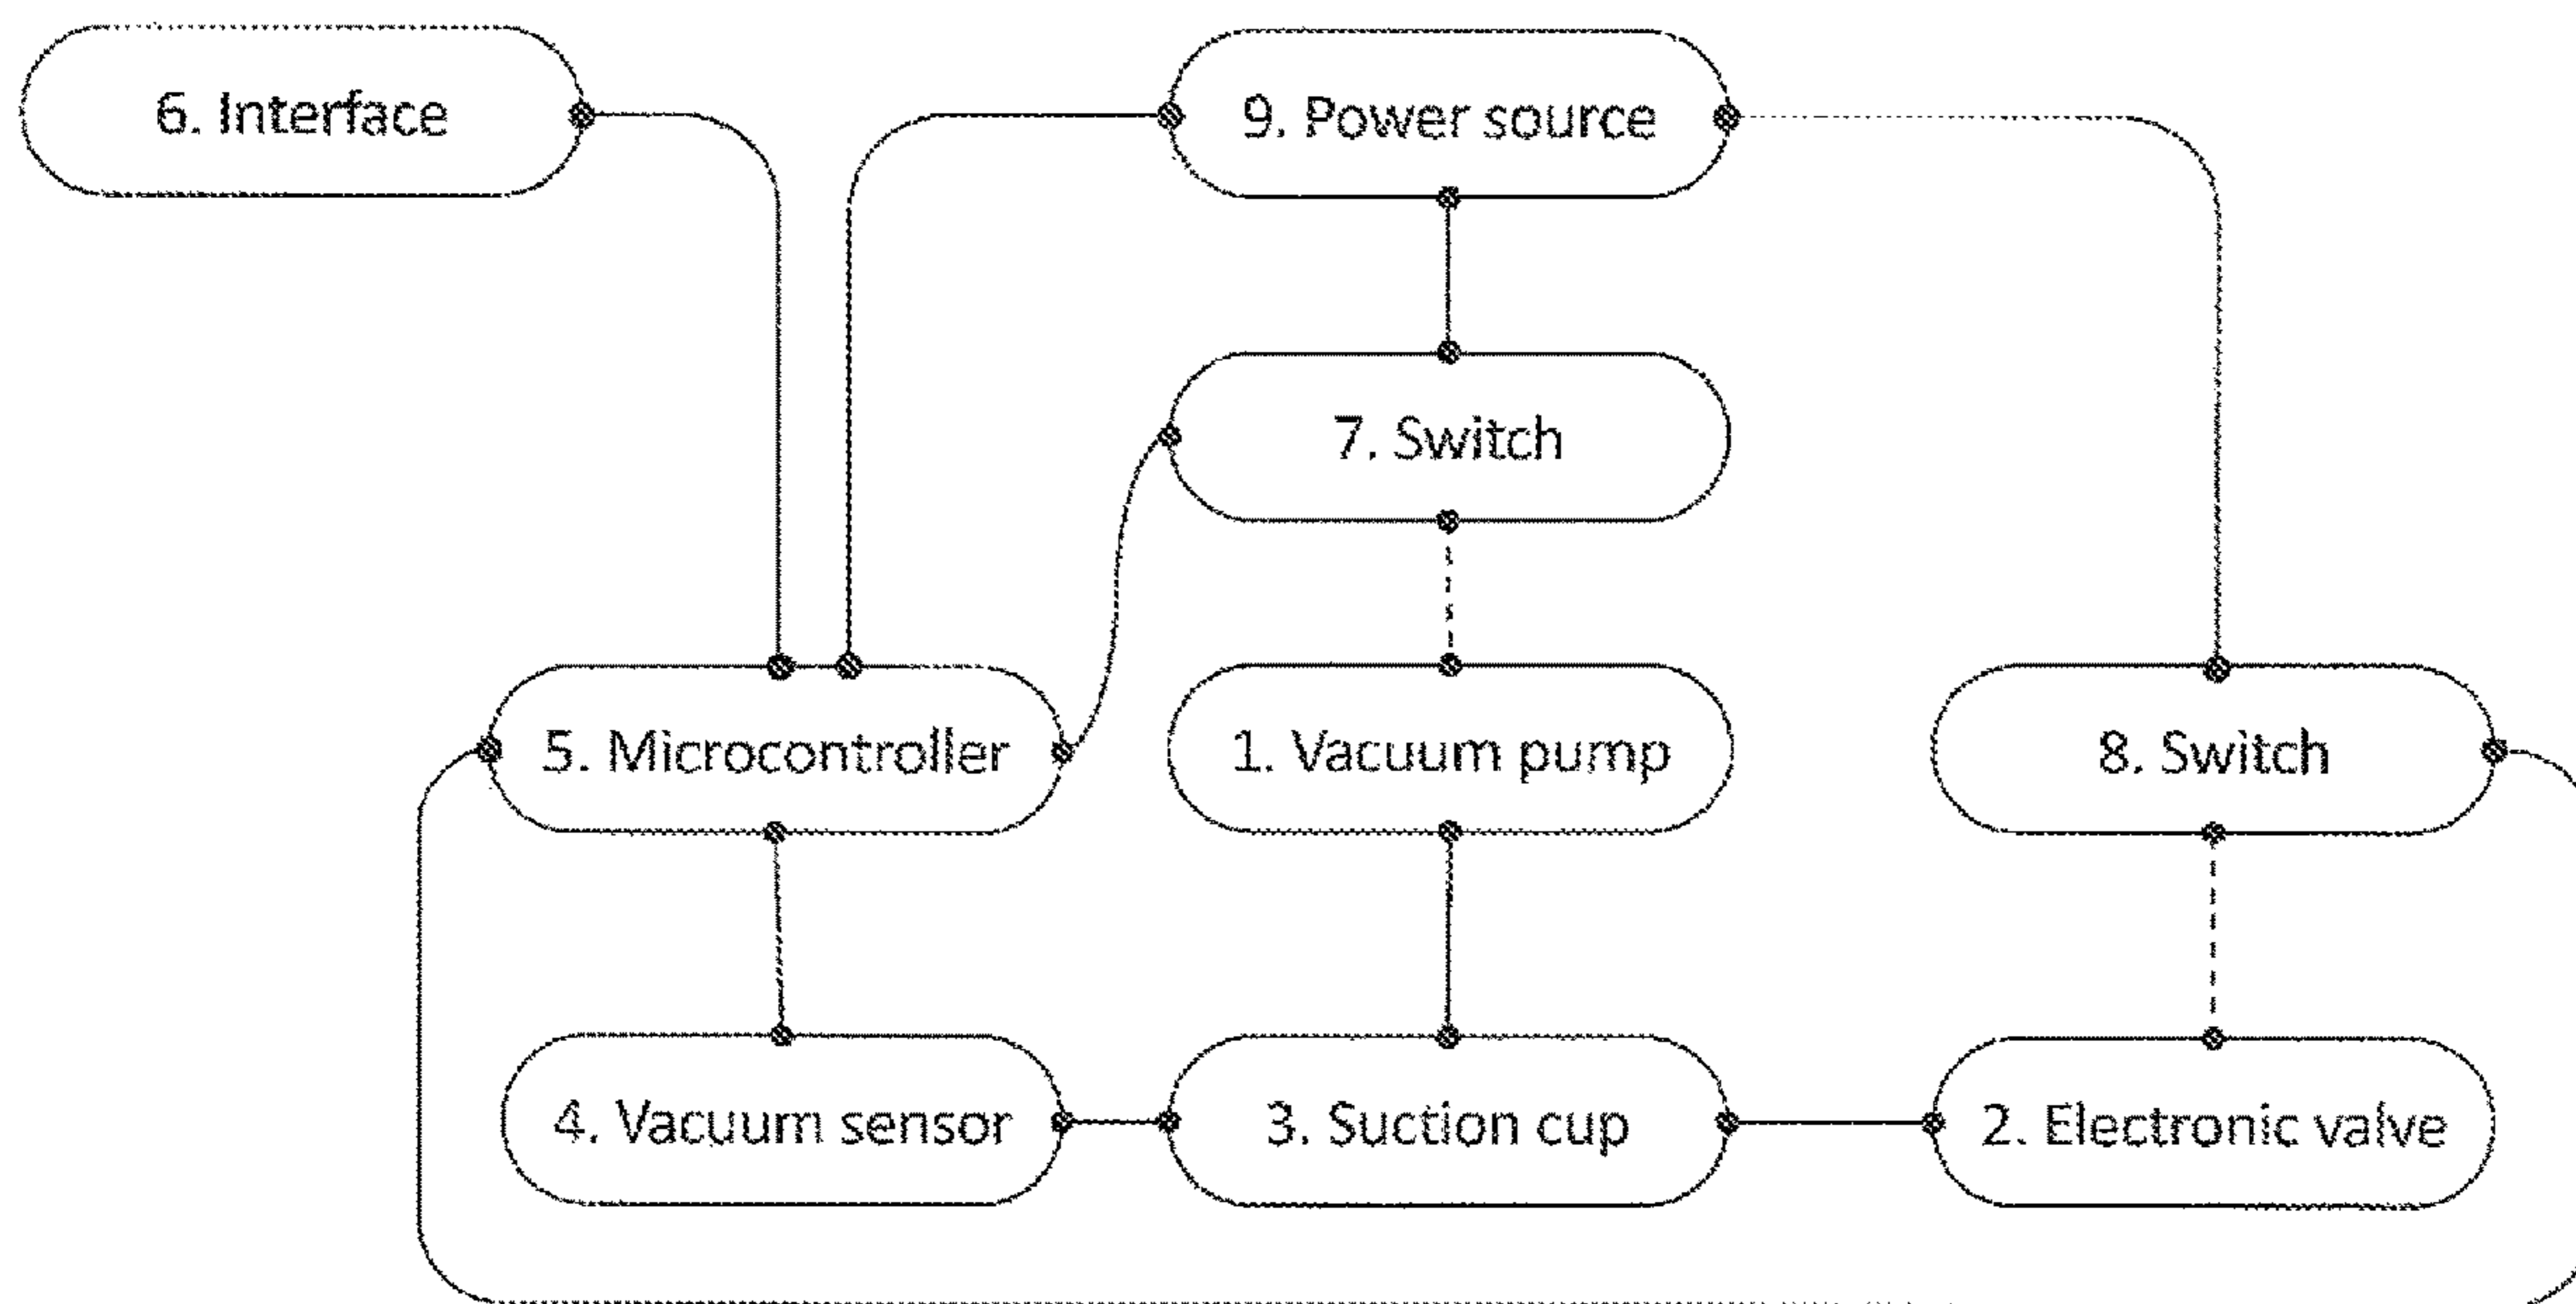 6. Interface
9. Power source
7. Switch
5. Microcontroller
1. Vacuum pump
8. Switch
4. Vacuum sensor
3. Suction cup
2. Electronic valve